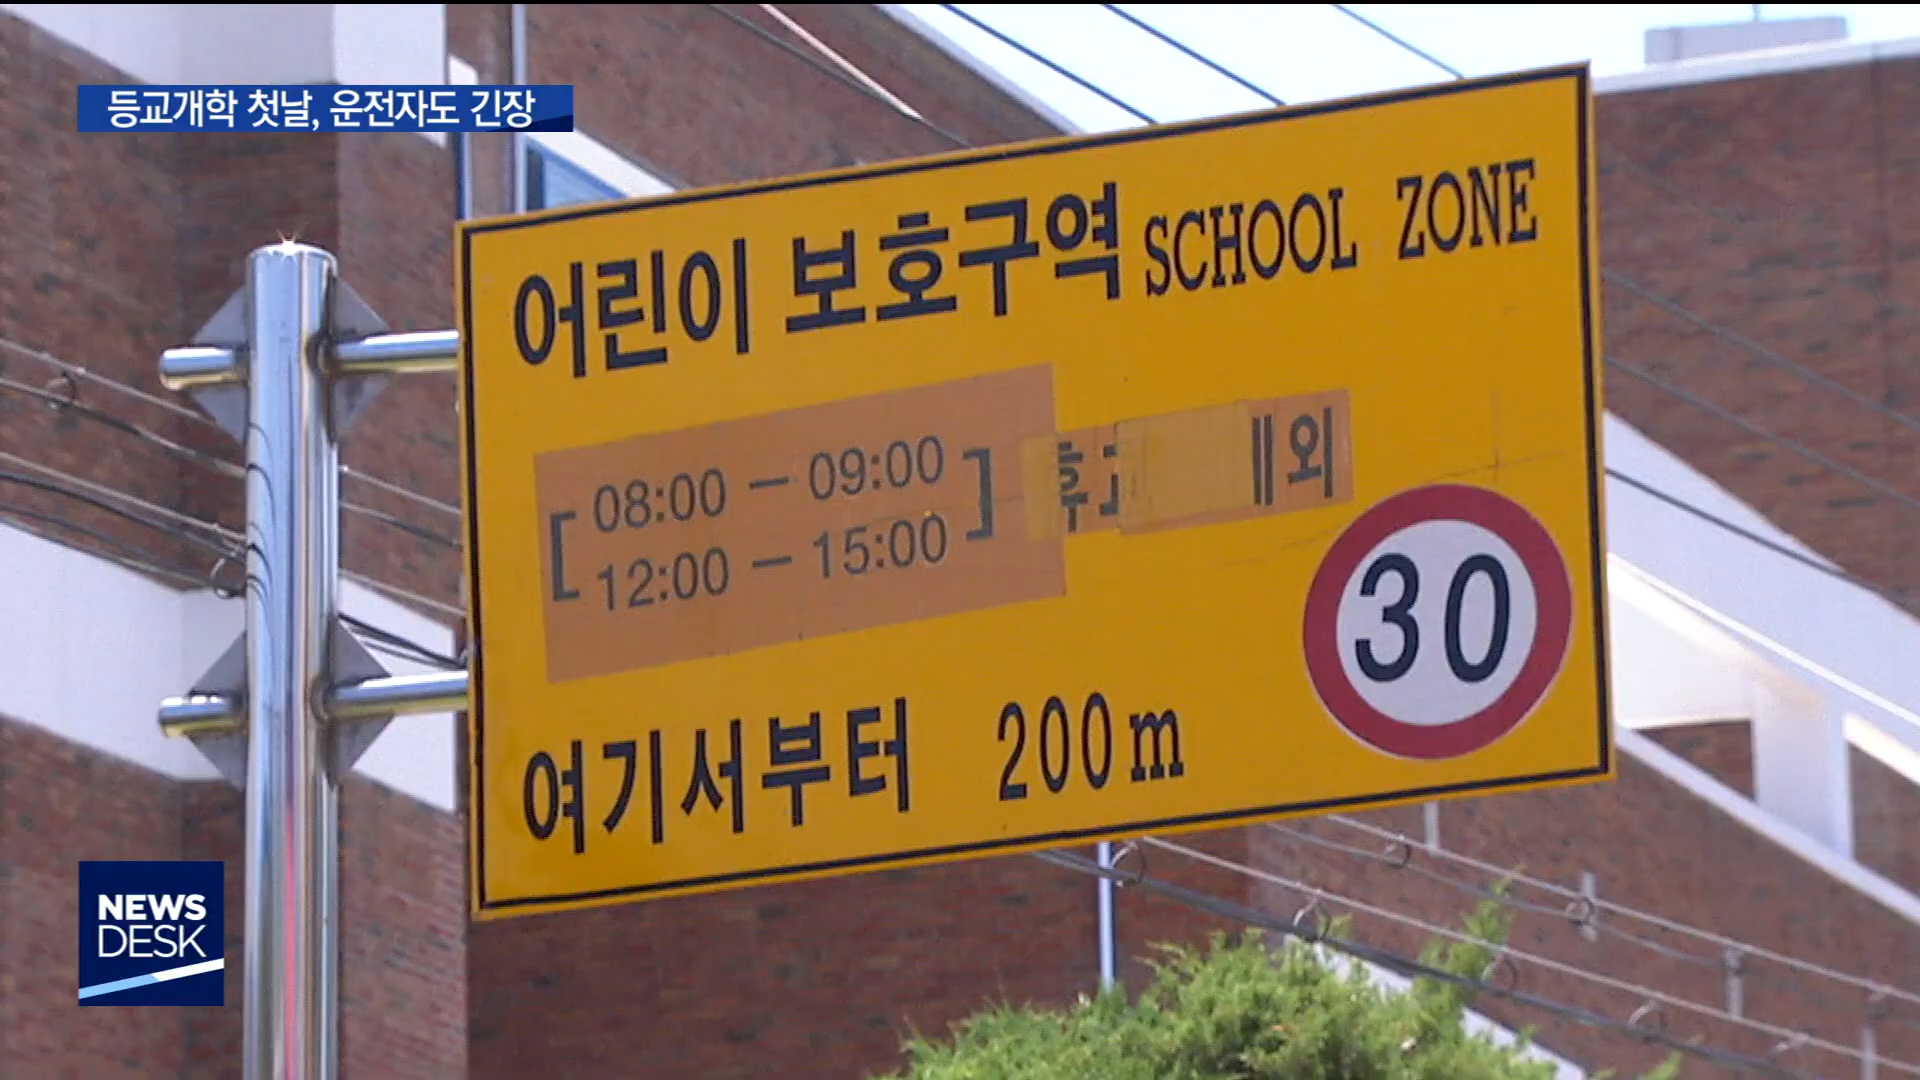 등교개학 첫날, 운전자도 긴장
어린이 보호구역 SCHOOL ZONE
[ 08:00 - 09:00
12:00 - 15:00 ] 외
30
여기서부터 200m
NEWS
DESK